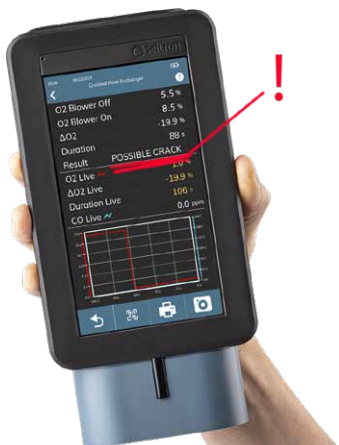 Beltron
Cracked Heat Exchanger
O2 Blower Off 5.5 %
O2 Blower On 8.5 %
ΔO2 -19.9 %
Duration 88 s
Result POSSIBLE CRACK
O2 Live 1.0 %
ΔO2 Live -19.9 %
Duration Live 106 s
CO Live 0.0 ppm
!